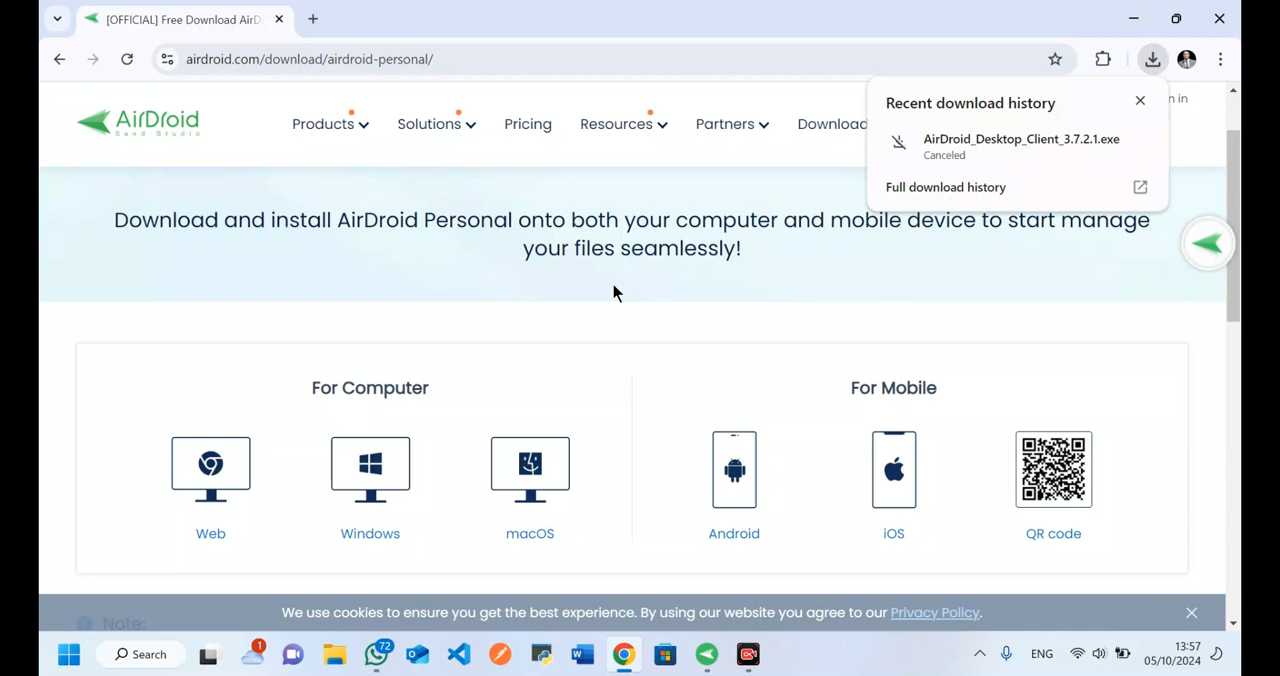 [OFFICIAL] Free Download AirD
airdroid.com/download/airdroid-personal/
AirDroid
Sand Studio
Products
Solutions
Pricing
Resources
Partners
Download
n in
Recent download history
AirDroid_Desktop_Client_3.7.2.1.exe
Canceled
Full download history
Download and install AirDroid Personal onto both your computer and mobile device to start manage
your files seamlessly!
For Computer
For Mobile
Web
Windows
macOS
Android
iOS
QR code
Note:
We use cookies to ensure you get the best experience. By using our website you agree to our Privacy Policy.
Search
1
72
ENG
13:57
05/10/2024